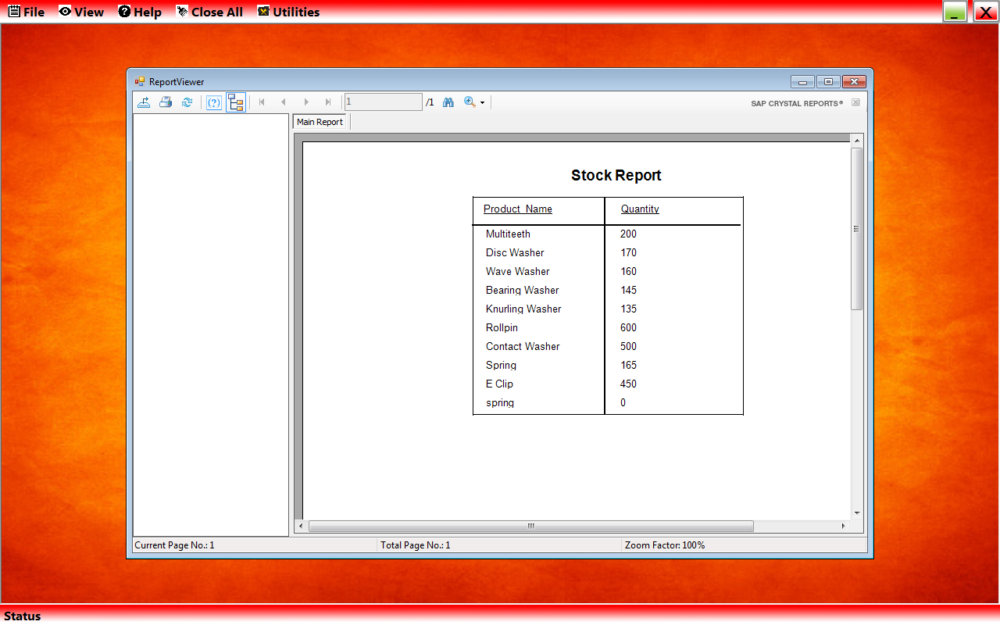 File View Help Close All Utilities _ X
ReportViewer
1 /1 SAP CRYSTAL REPORTS®
Main Report
Stock Report
Product_Name Quantity
Multiteeth 200
Disc Washer 170
Wave Washer 160
Bearing Washer 145
Knurling Washer 135
Rollpin 600
Contact Washer 500
Spring 165
E Clip 450
spring 0
Current Page No.: 1 Total Page No.: 1 Zoom Factor: 100%
Status